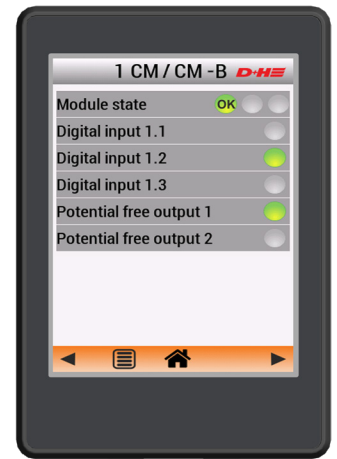 1 CM / CM -B D+H
Module state OK
Digital input 1.1
Digital input 1.2
Digital input 1.3
Potential free output 1
Potential free output 2